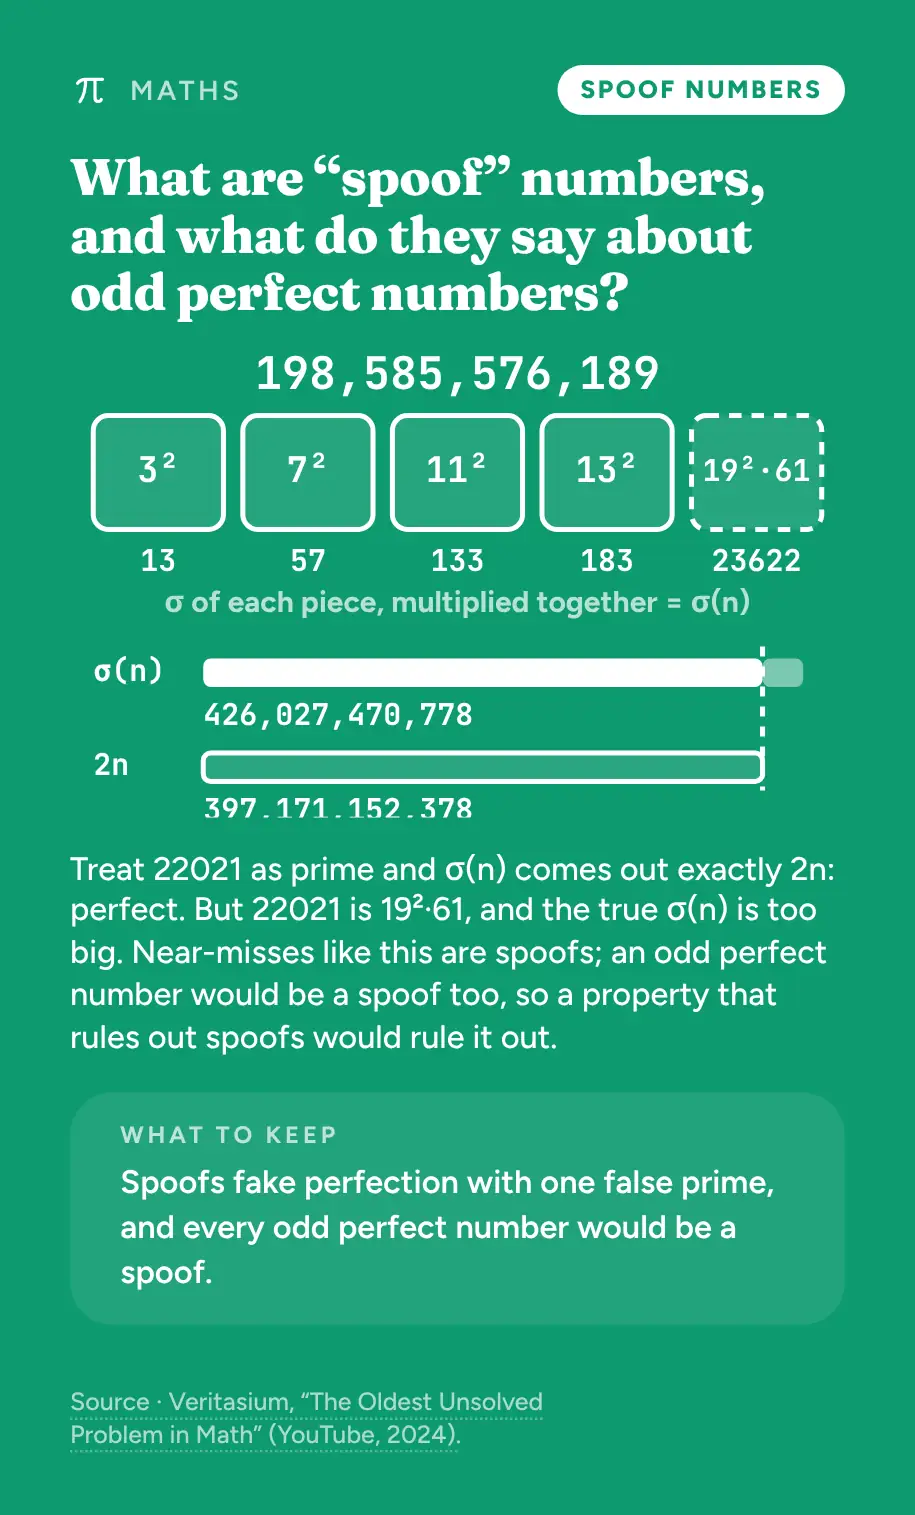 π MATHS
SPOOF NUMBERS
What are “spoof” numbers,
and what do they say about
odd perfect numbers?
198,585,576,189
3² 7² 11² 13² 19²·61
13 57 133 183 23622
σ of each piece, multiplied together = σ(n)
σ(n)
426,027,470,778
2n
397,171,152,378
Treat 22021 as prime and σ(n) comes out exactly 2n:
perfect. But 22021 is 19²·61, and the true σ(n) is too
big. Near-misses like this are spoofs; an odd perfect
number would be a spoof too, so a property that
rules out spoofs would rule it out.
WHAT TO KEEP
Spoofs fake perfection with one false prime,
and every odd perfect number would be a
spoof.
Source · Veritasium, “The Oldest Unsolved
Problem in Math” (YouTube, 2024).